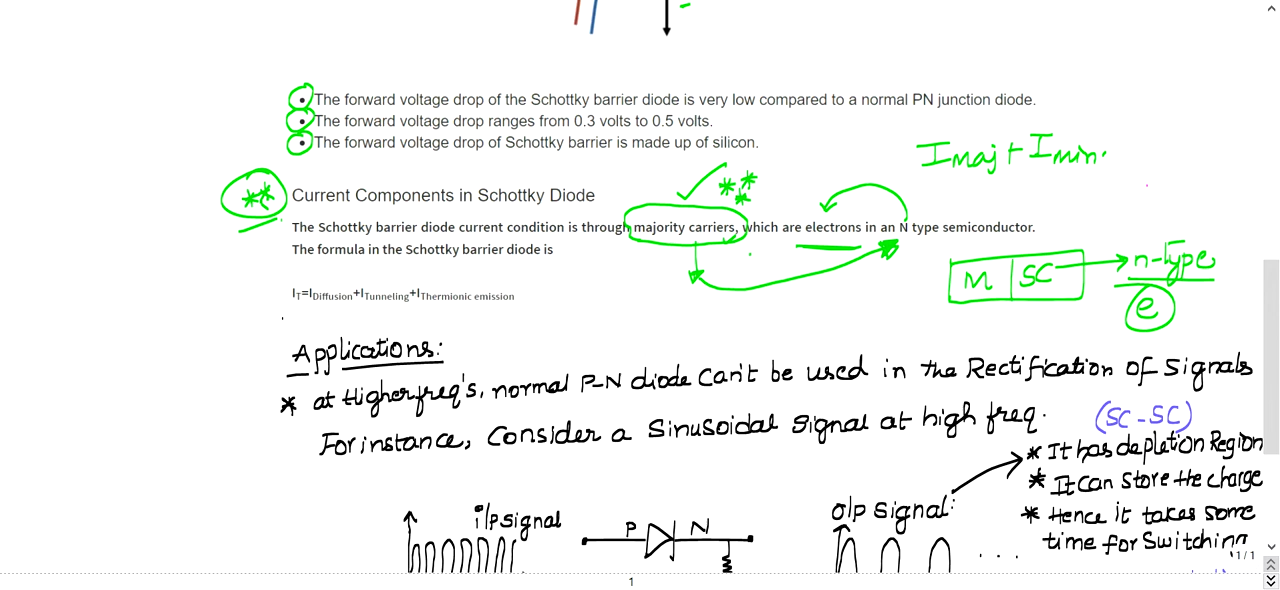 • The forward voltage drop of the Schottky barrier diode is very low compared to a normal PN junction diode.
• The forward voltage drop ranges from 0.3 volts to 0.5 volts.
• The forward voltage drop of Schottky barrier is made up of silicon.
I maj + I min.
** Current Components in Schottky Diode
***
The Schottky barrier diode current condition is through majority carriers, which are electrons in an N type semiconductor.
The formula in the Schottky barrier diode is
M | SC → n-type
e
IT=IDiffusion+ITunneling+IThermionic emission
Applications:
* at Higher freq's, normal P-N diode can't be used in the Rectification of signals
For instance, Consider a Sinusoidal signal at high freq.
(SC-SC)
* It has depletion Region
* It can store the charge
* Hence it takes some
time for Switching
i/p signal
P N
o/p signal:
...
1/1
1